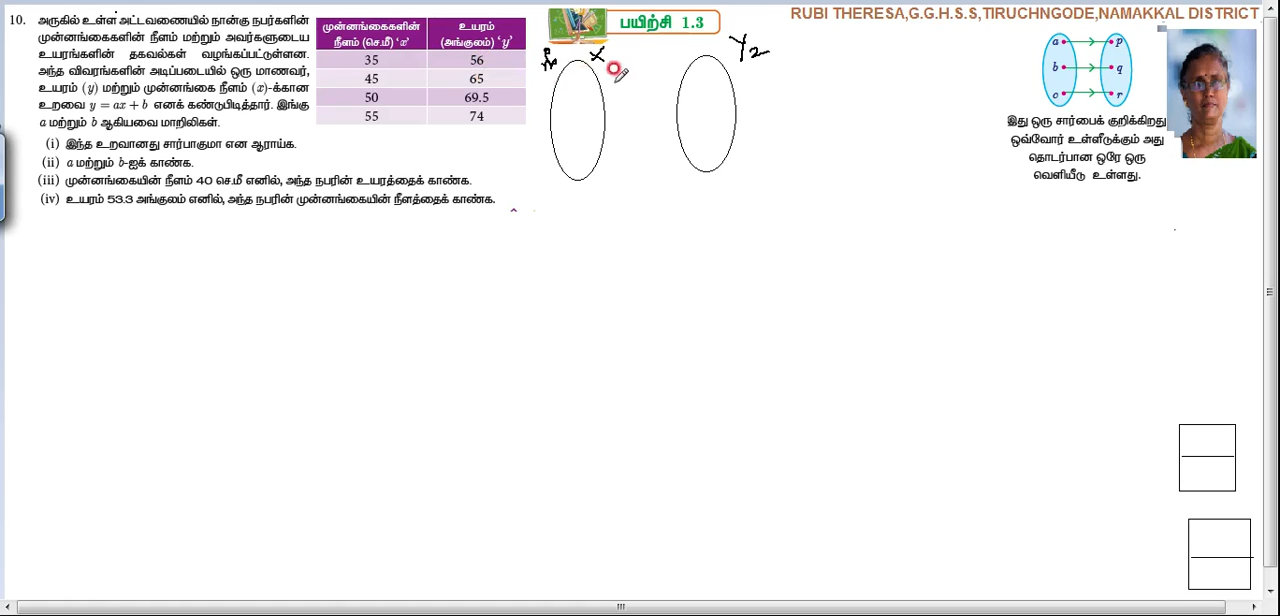 RUBI THERESA,G.G.H.S.S,TIRUCHNGODE,NAMAKKAL DISTRICT
பயிற்சி 1.3
10. அருகில் உள்ள அட்டவணையில் நான்கு நபர்களின்
முன்னங்கைகளின் நீளம் மற்றும் அவர்களுடைய
உயரங்களின் தகவல்கள் வழங்கப்பட்டுள்ளன.
அந்த விவரங்களின் அடிப்படையில் ஒரு மாணவர்,
உயரம் (y) மற்றும் முன்னங்கை நீளம் (x)-க்கான
உறவை y = ax + b எனக் கண்டுபிடித்தார். இங்கு
a மற்றும் b ஆகியவை மாறிலிகள்.
(i) இந்த உறவானது சார்பாகுமா என ஆராய்க.
(ii) a மற்றும் b-ஐக் காண்க.
(iii) முன்னங்கையின் நீளம் 40 செ.மீ எனில், அந்த நபரின் உயரத்தைக் காண்க.
(iv) உயரம் 53.3 அங்குலம் எனில், அந்த நபரின் முன்னங்கையின் நீளத்தைக் காண்க.
முன்னங்கைகளின் நீளம் (செ.மீ) 'x' உயரம் (அங்குலம்) 'y'
35 56
45 65
50 69.5
55 74
X Y
a p
b q
c r
இது ஒரு சார்பைக் குறிக்கிறது
ஒவ்வோர் உள்ளீடுக்கும் அது
தொடர்பான ஒரே ஒரு
வெளியீடு உள்ளது.